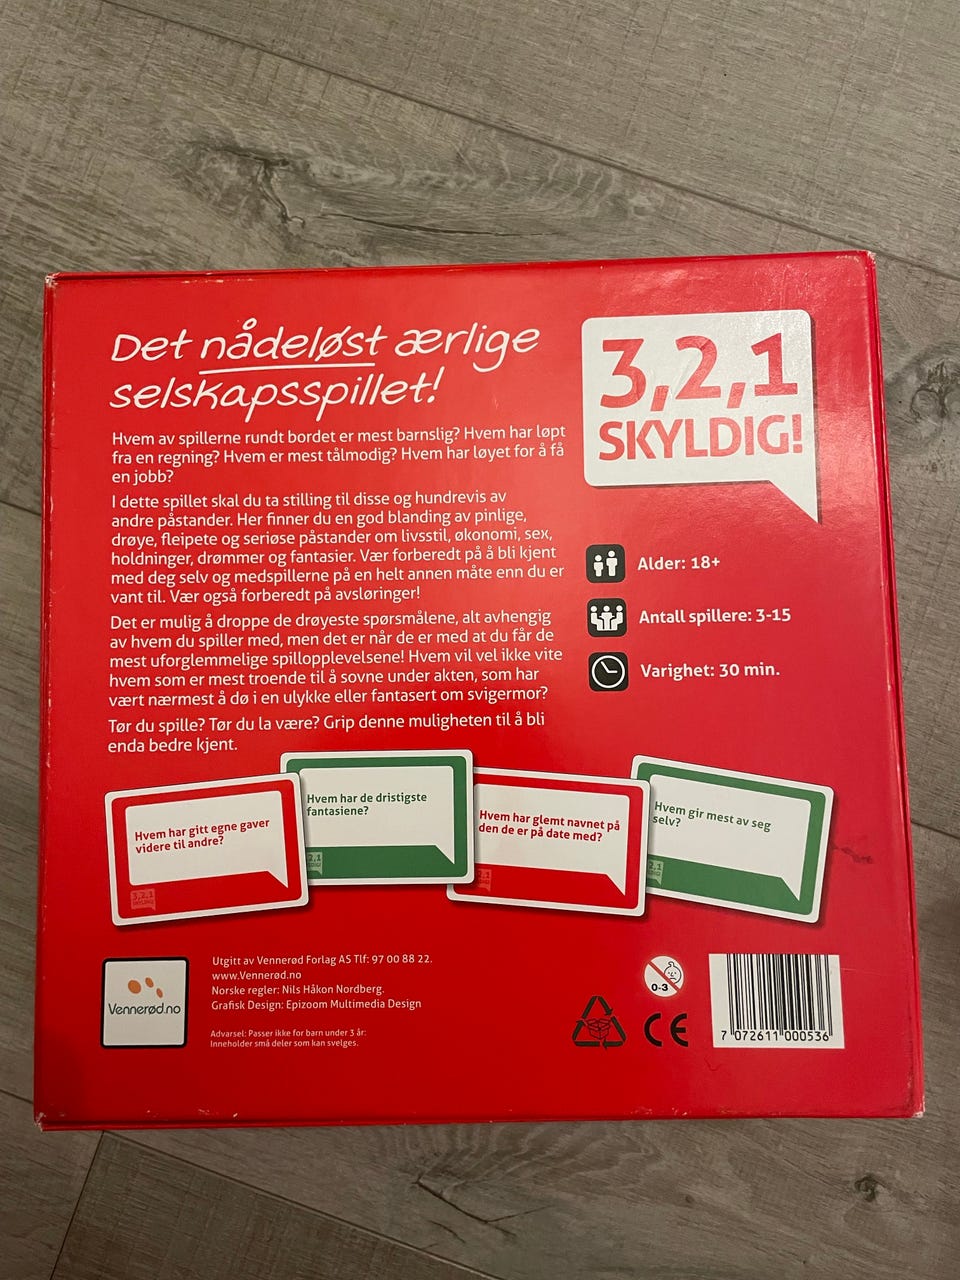 Det nådeløst ærlige
selskapsspillet!
3,2,1
SKYLDIG!
Hvem av spillerne rundt bordet er mest barnslig? Hvem har løpt
fra en regning? Hvem er mest tålmodig? Hvem har løyet for å få
en jobb?
I dette spillet skal du ta stilling til disse og hundrevis av
andre påstander. Her finner du en god blanding av pinlige,
drøye, fleipete og seriøse påstander om livsstil, økonomi, sex,
holdninger, drømmer og fantasier. Vær forberedt på å bli kjent
med deg selv og medspillerne på en helt annen måte enn du er
vant til. Vær også forberedt på avsløringer!
Det er mulig å droppe de drøyeste spørsmålene, alt avhengig
av hvem du spiller med, men det er når de er med at du får de
mest uforglemmelige spillopplevelsene! Hvem vil vel ikke vite
hvem som er mest troende til å sovne under akten, som har
vært nærmest å dø i en ulykke eller fantasert om svigermor?
Tør du spille? Tør du la være? Grip denne muligheten til å bli
enda bedre kjent.
Alder: 18+
Antall spillere: 3-15
Varighet: 30 min.
Hvem har gitt egne gaver
videre til andre?
3,2,1
SKYLDIG!
Hvem har de dristigste
fantasiene?
2,1
Hvem har glemt navnet på
den de er på date med?
2,1
Hvem gir mest av seg
selv?
2,1
Vennerød.no
Utgitt av Vennerød Forlag AS Tlf: 97 00 88 22.
www.Vennerød.no
Norske regler: Nils Håkon Nordberg.
Grafisk Design: Epizoom Multimedia Design
Advarsel: Passer ikke for barn under 3 år:
Inneholder små deler som kan svelges.
0-3
CE
7 072611 000536